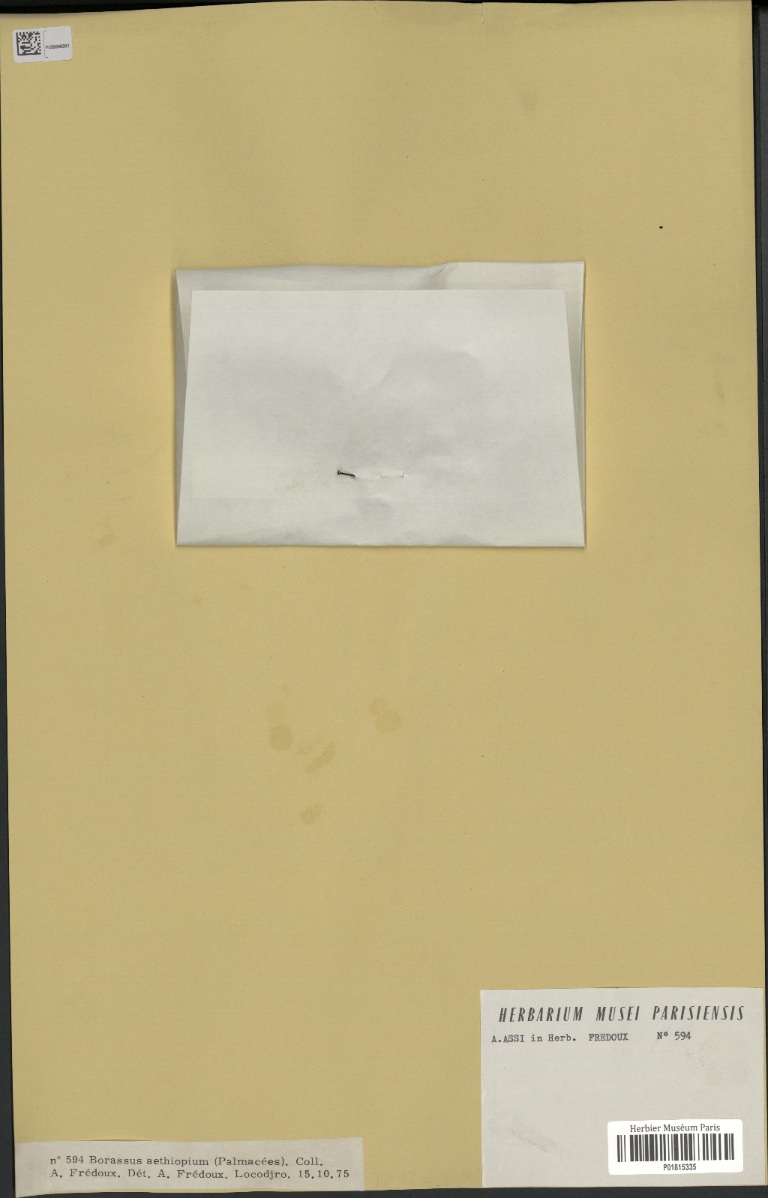 HERBARIUM MUSEI PARISIENSIS
A.ASSI in Herb. FREDOUX N° 594
Herbier Muséum Paris
P01815335
n° 594 Borassus aethiopium (Palmacées). Coll.
A. Frédoux. Dét. A. Frédoux. Locodjro. 15.10.75